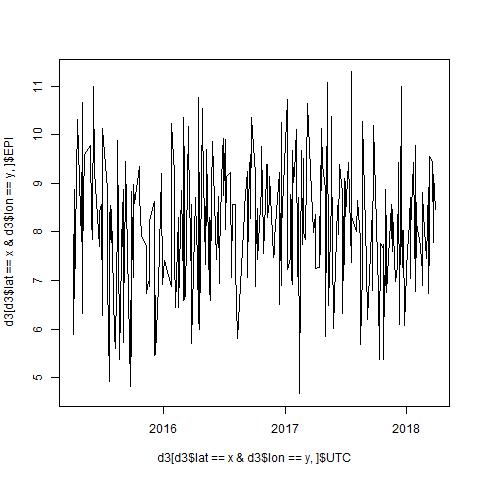 d3[d3$lat == x & d3$lon == y, ]$EPI
11
10
9
8
7
6
5
2016 2017 2018
d3[d3$lat == x & d3$lon == y, ]$UTC